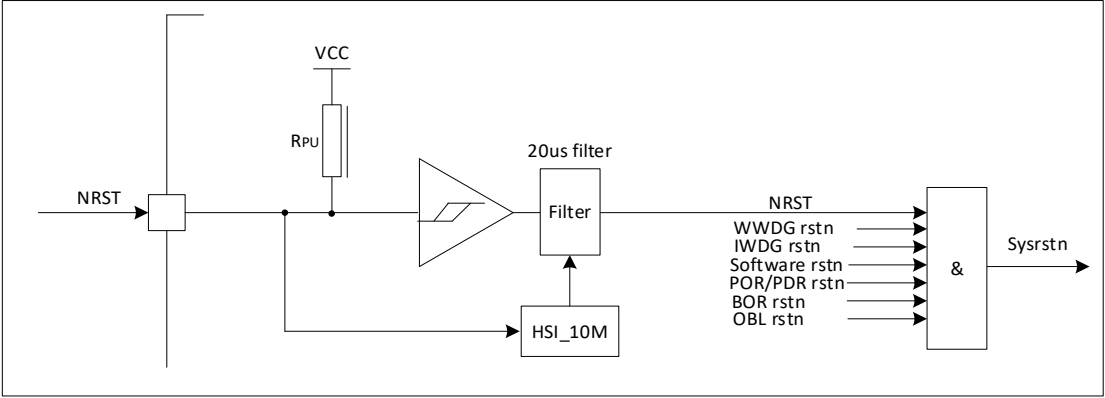 VCC
RPU
20us filter
NRST
Filter
NRST
WWDG rstn
IWDG rstn
Software rstn
POR/PDR rstn
BOR rstn
OBL rstn
&
Sysrstn
HSI_10M